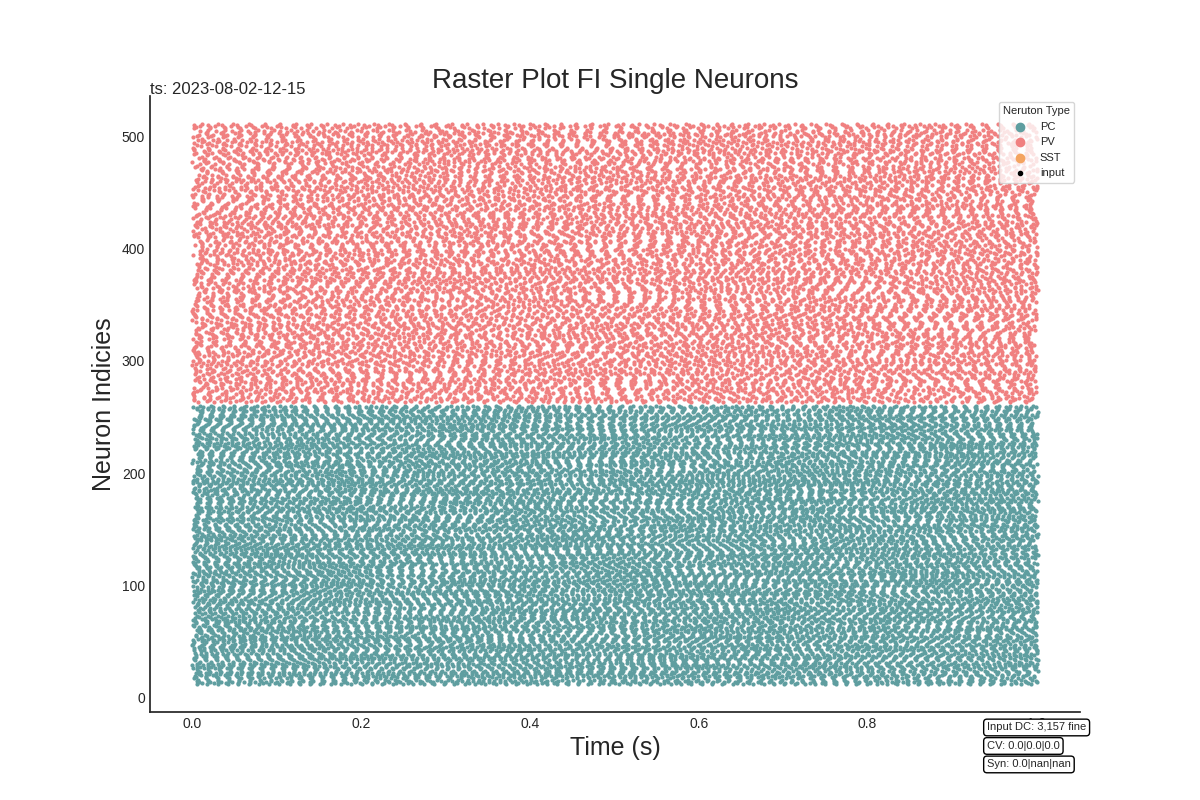 Raster Plot FI Single Neurons
ts: 2023-08-02-12-15
Neruton Type
PC
PV
SST
input
500
400
300
200
100
0
Neuron Indicies
0.0 0.2 0.4 0.6 0.8
Time (s)
Input DC: 3,157 fine
CV: 0.0|0.0|0.0
Syn: 0.0|nan|nan